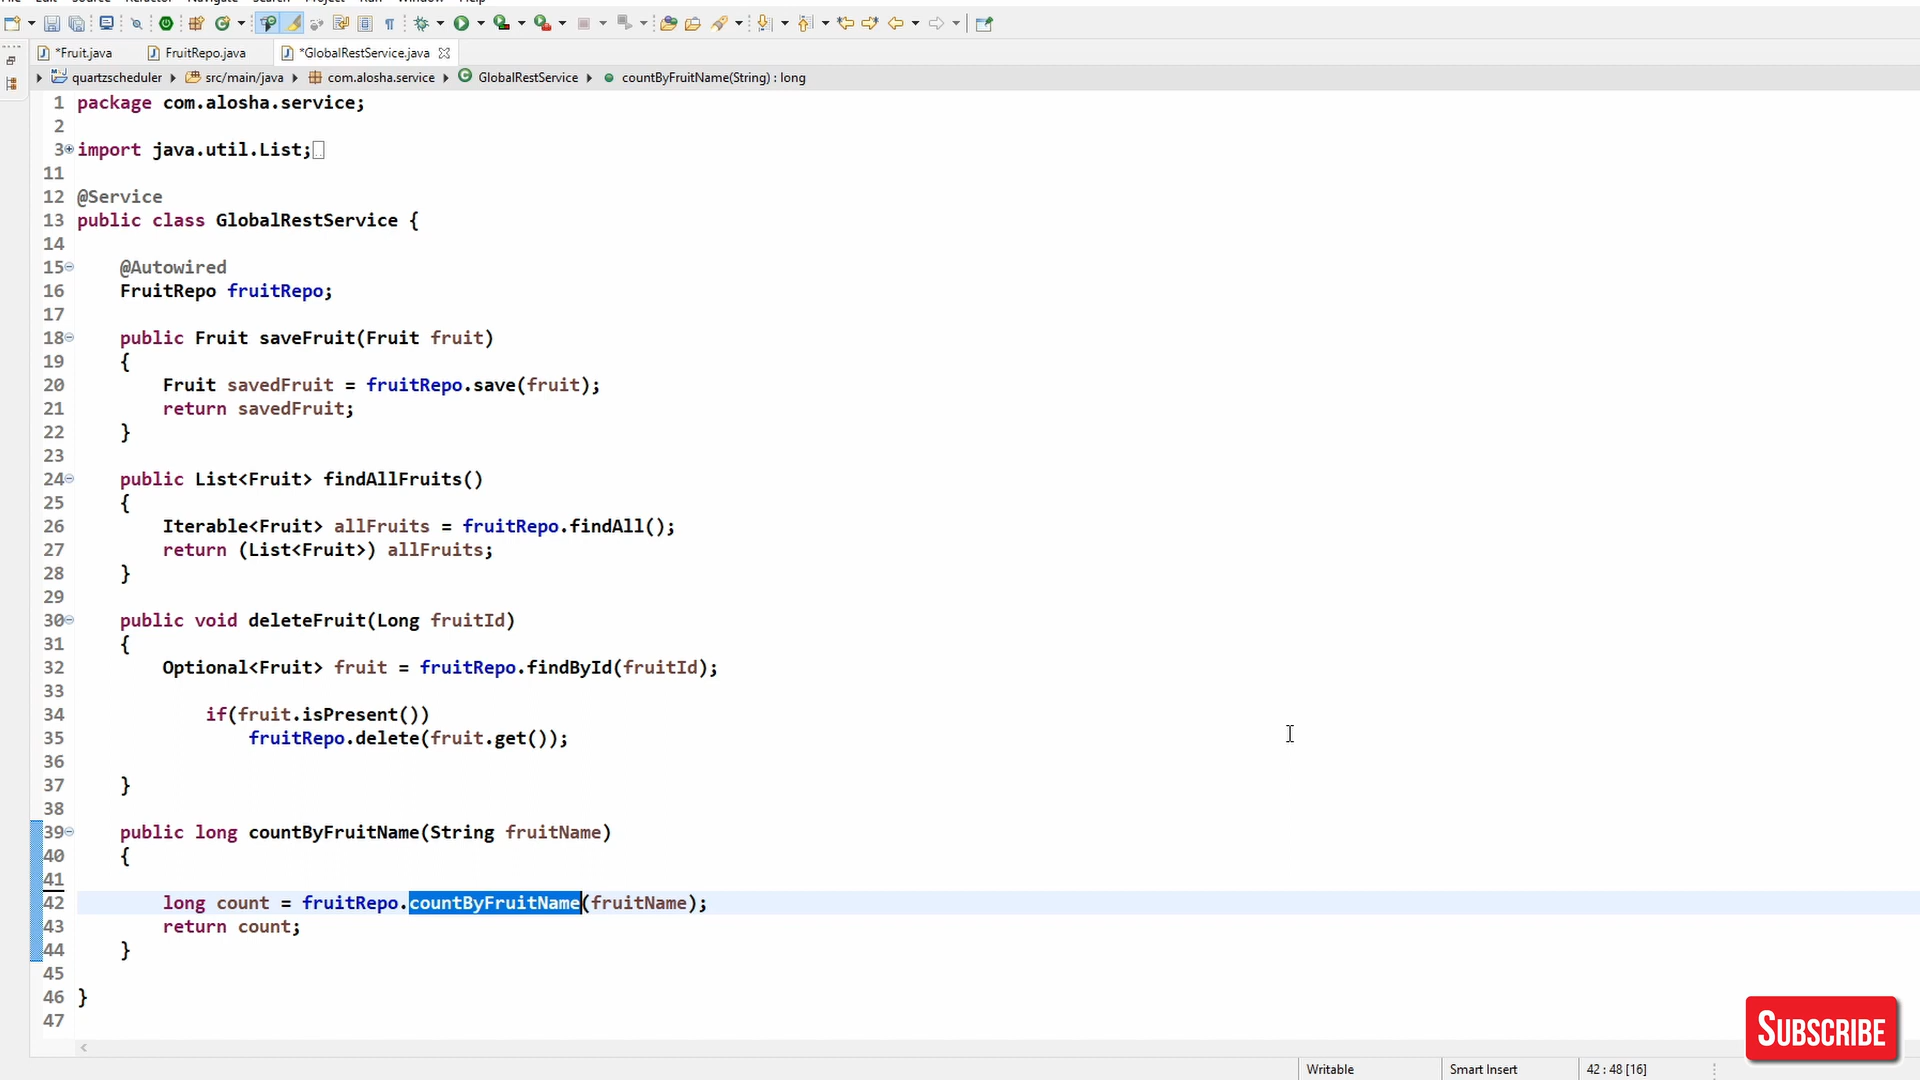 *Fruit.java FruitRepo.java *GlobalRestService.java
quartzscheduler src/main/java com.alosha.service GlobalRestService countByFruitName(String) : long
1 package com.alosha.service;
2
3 import java.util.List;
11
12 @Service
13 public class GlobalRestService {
14
15 @Autowired
16 FruitRepo fruitRepo;
17
18 public Fruit saveFruit(Fruit fruit)
19 {
20 Fruit savedFruit = fruitRepo.save(fruit);
21 return savedFruit;
22 }
23
24 public List<Fruit> findAllFruits()
25 {
26 Iterable<Fruit> allFruits = fruitRepo.findAll();
27 return (List<Fruit>) allFruits;
28 }
29
30 public void deleteFruit(Long fruitId)
31 {
32 Optional<Fruit> fruit = fruitRepo.findById(fruitId);
33
34 if(fruit.isPresent())
35 fruitRepo.delete(fruit.get());
36
37 }
38
39 public long countByFruitName(String fruitName)
40 {
41
42 long count = fruitRepo.countByFruitName(fruitName);
43 return count;
44 }
45
46 }
47
SUBSCRIBE
Writable Smart Insert 42 : 48 [16]